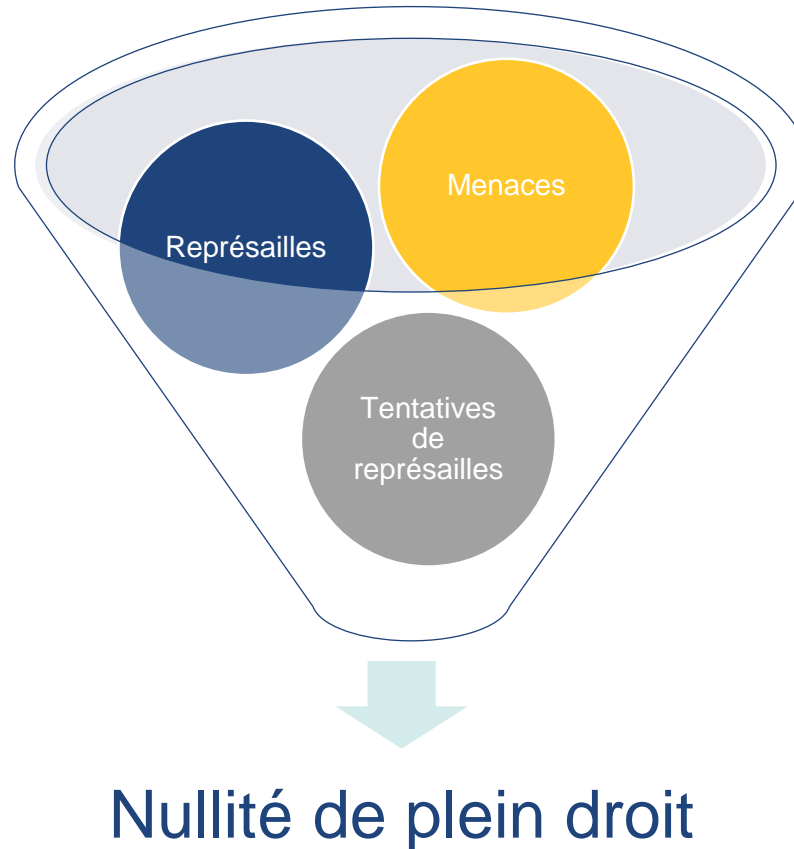 Menaces
Représailles
Tentatives
de
représailles
Nullité de plein droit